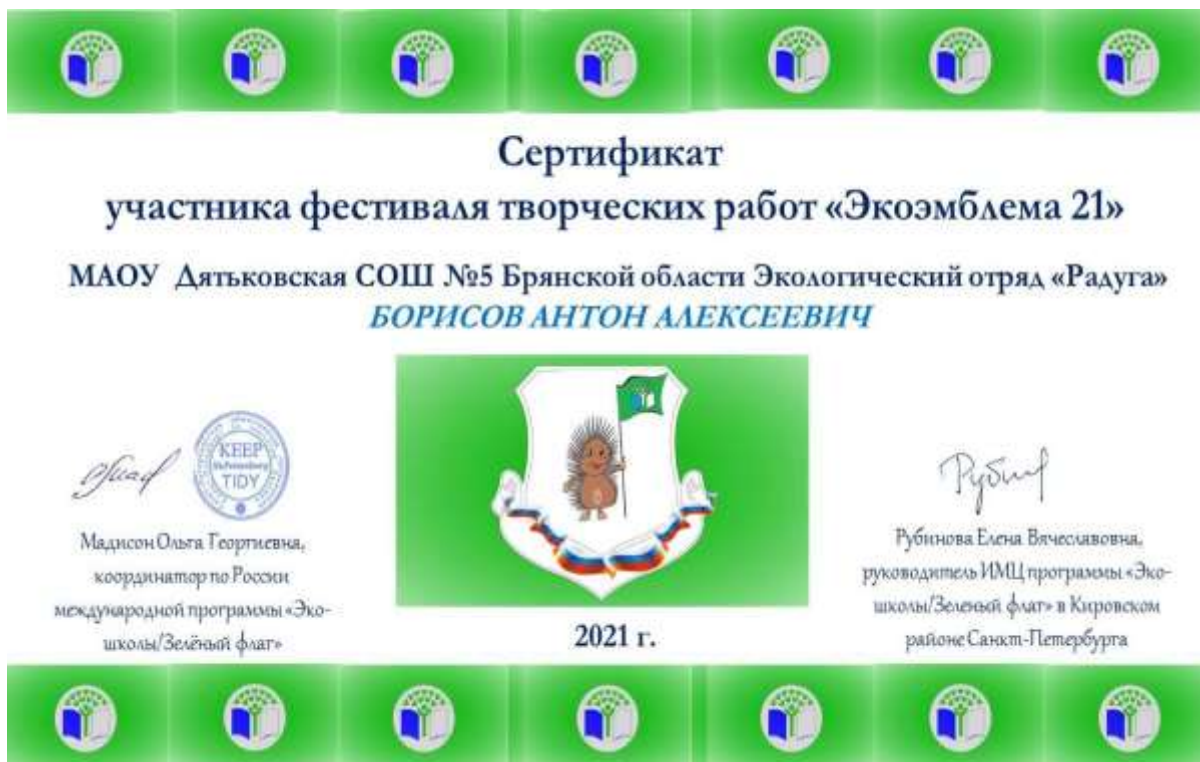 Сертификат
участника фестиваля творческих работ «Экоэмблема 21»
МАОУ Дятьковская СОШ №5 Брянской области Экологический отряд «Радуга»
БОРИСОВ АНТОН АЛЕКСЕЕВИЧ
KEEP
St.Petersburg
TIDY
Мадисон Ольга Георгиевна,
координатор по России
международной программы «Эко-
школы/Зелёный флаг»
Рубинова Елена Вячеславовна,
руководитель ИМЦ программы «Эко-
школы/Зеленый флаг» в Кировском
районе Санкт-Петербурга
2021 г.